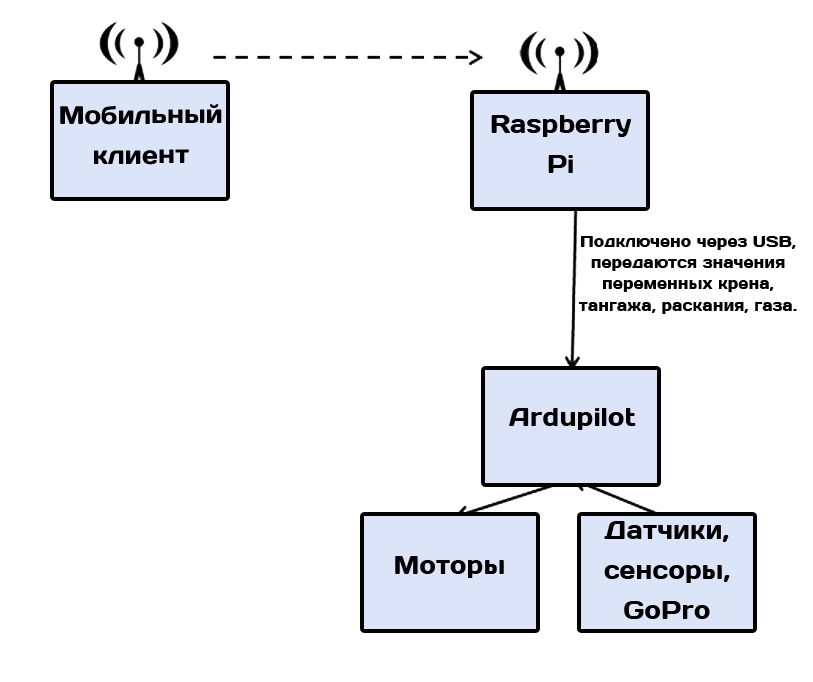 Мобильный
клиент
Raspberry
Pi
Подключено через USB,
передаются значения
переменных крена,
тангажа, раскания, газа.
Ardupilot
Моторы
Датчики,
сенсоры,
GoPro